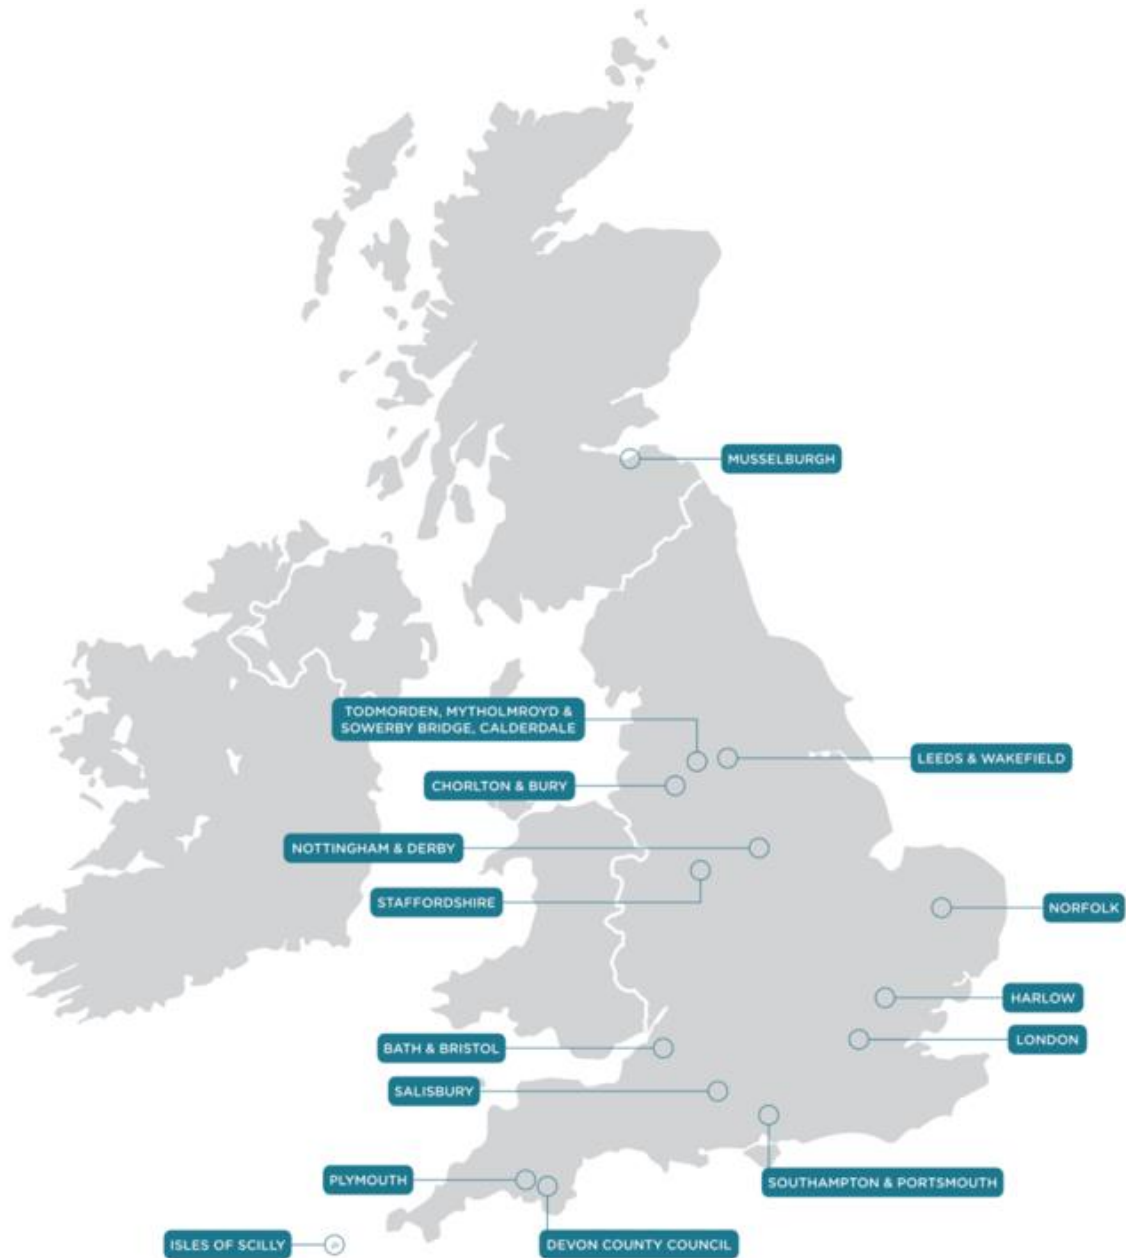 MUSSELBURGH
TODMORDEN, MYTHOLMROYD &
SOWERBY BRIDGE, CALDERDALE
LEEDS & WAKEFIELD
CHORLTON & BURY
NOTTINGHAM & DERBY
STAFFORDSHIRE
NORFOLK
HARLOW
LONDON
BATH & BRISTOL
SALISBURY
PLYMOUTH
SOUTHAMPTON & PORTSMOUTH
ISLES OF SCILLY
DEVON COUNTY COUNCIL